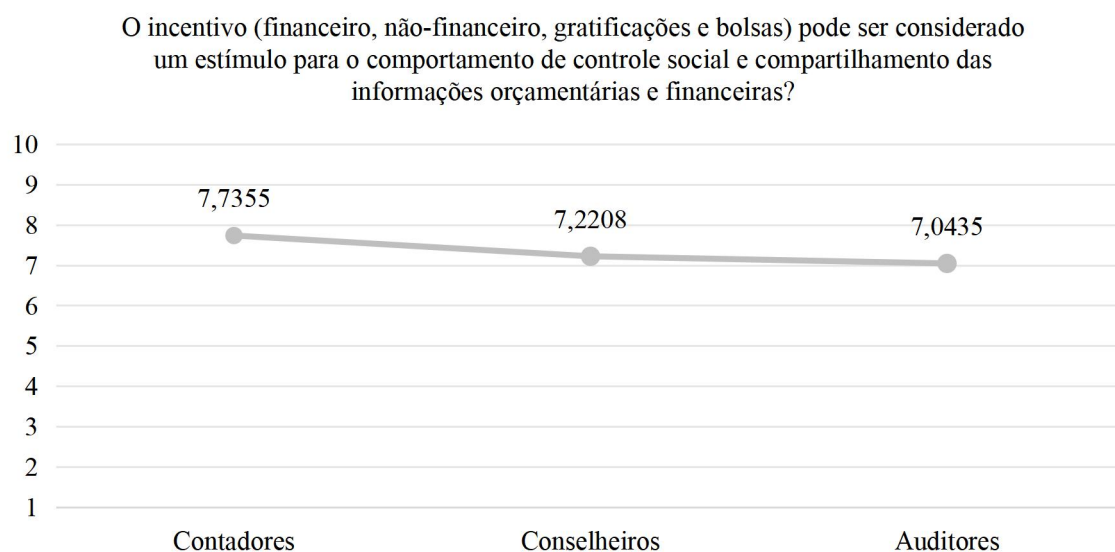 O incentivo (financeiro, não-financeiro, gratificações e bolsas) pode ser considerado
um estímulo para o comportamento de controle social e compartilhamento das
informações orçamentárias e financeiras?
10
9
8
7
6
5
4
3
2
1
7,7355
7,2208
7,0435
Contadores
Conselheiros
Auditores